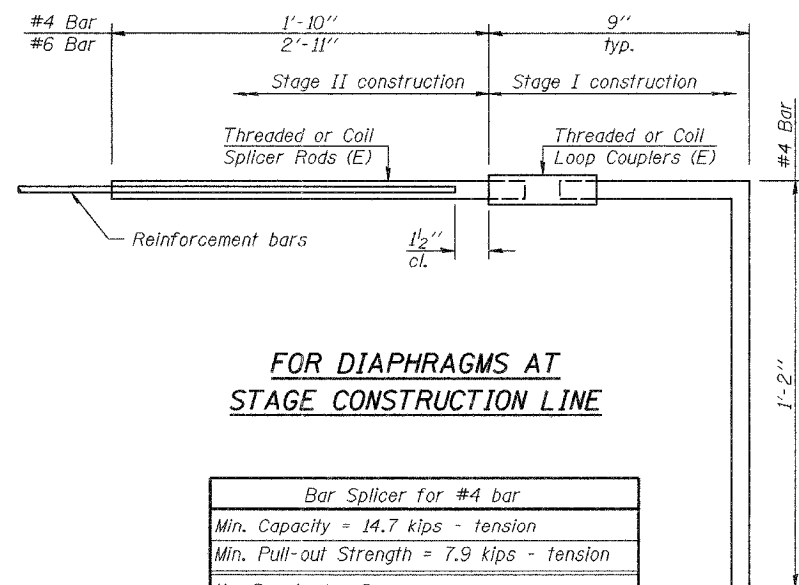 #4 Bar
#6 Bar
1'-10"
2'-11"
9"
typ.
Stage II construction
Stage I construction
#4 Bar
Threaded or Coil
Splicer Rods (E)
Threaded or Coil
Loop Couplers (E)
Reinforcement bars
1 1/2"
cl.
1'-2"
FOR DIAPHRAGMS AT
STAGE CONSTRUCTION LINE
Bar Splicer for #4 bar
Min. Capacity = 14.7 kips - tension
Min. Pull-out Strength = 7.9 kips - tension